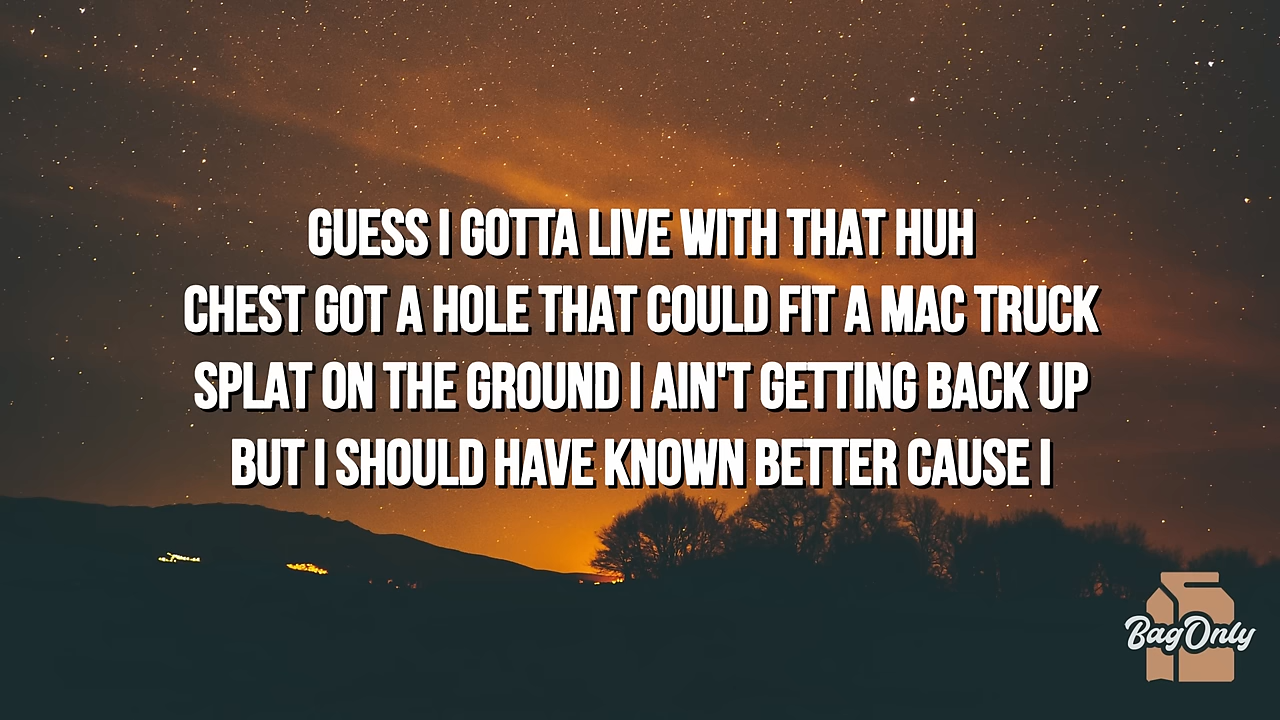 GUESS I GOTTA LIVE WITH THAT HUH
CHEST GOT A HOLE THAT COULD FIT A MAC TRUCK
SPLAT ON THE GROUND I AIN'T GETTING BACK UP
BUT I SHOULD HAVE KNOWN BETTER CAUSE I
BagOnly